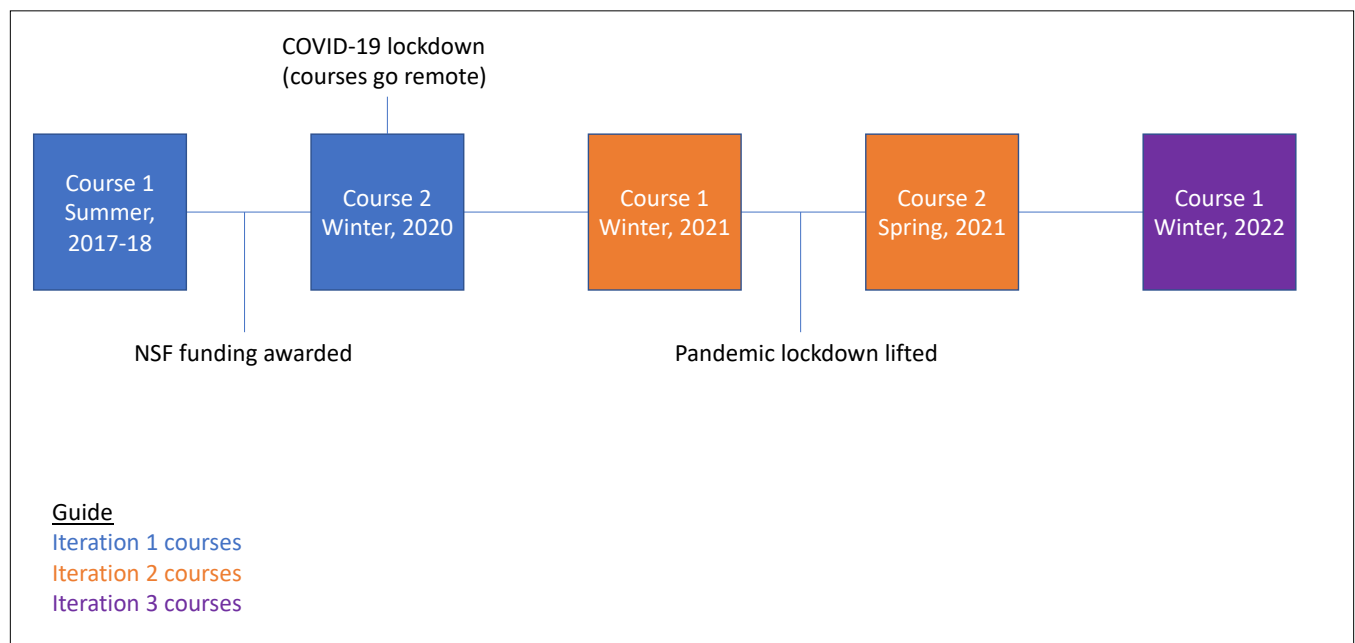 COVID-19 lockdown
(courses go remote)
Course 1
Summer,
2017-18
Course 2
Winter, 2020
Course 1
Winter, 2021
Course 2
Spring, 2021
Course 1
Winter, 2022
NSF funding awarded
Pandemic lockdown lifted
Guide
Iteration 1 courses
Iteration 2 courses
Iteration 3 courses